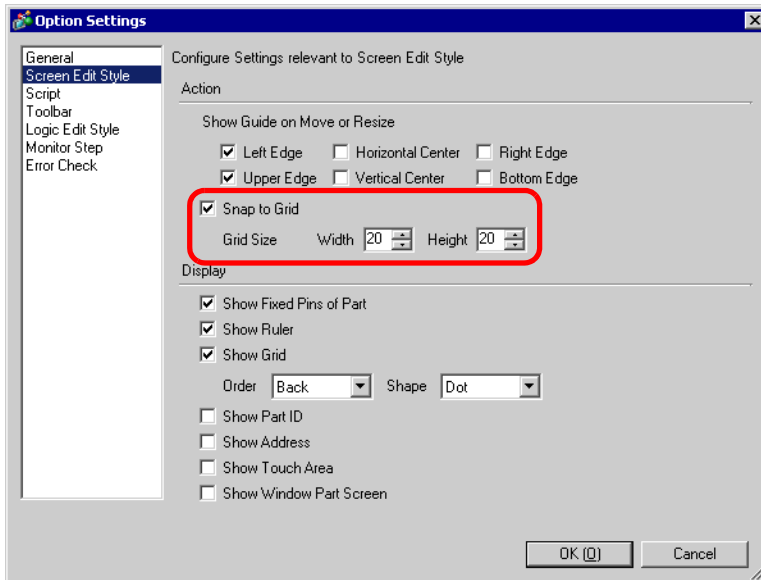 Option Settings
General
Screen Edit Style
Script
Toolbar
Logic Edit Style
Monitor Step
Error Check
Configure Settings relevant to Screen Edit Style
Action
Show Guide on Move or Resize
Left Edge Horizontal Center Right Edge
Upper Edge Vertical Center Bottom Edge
Snap to Grid
Grid Size Width 20 Height 20
Display
Show Fixed Pins of Part
Show Ruler
Show Grid
Order Back Shape Dot
Show Part ID
Show Address
Show Touch Area
Show Window Part Screen
OK (O) Cancel